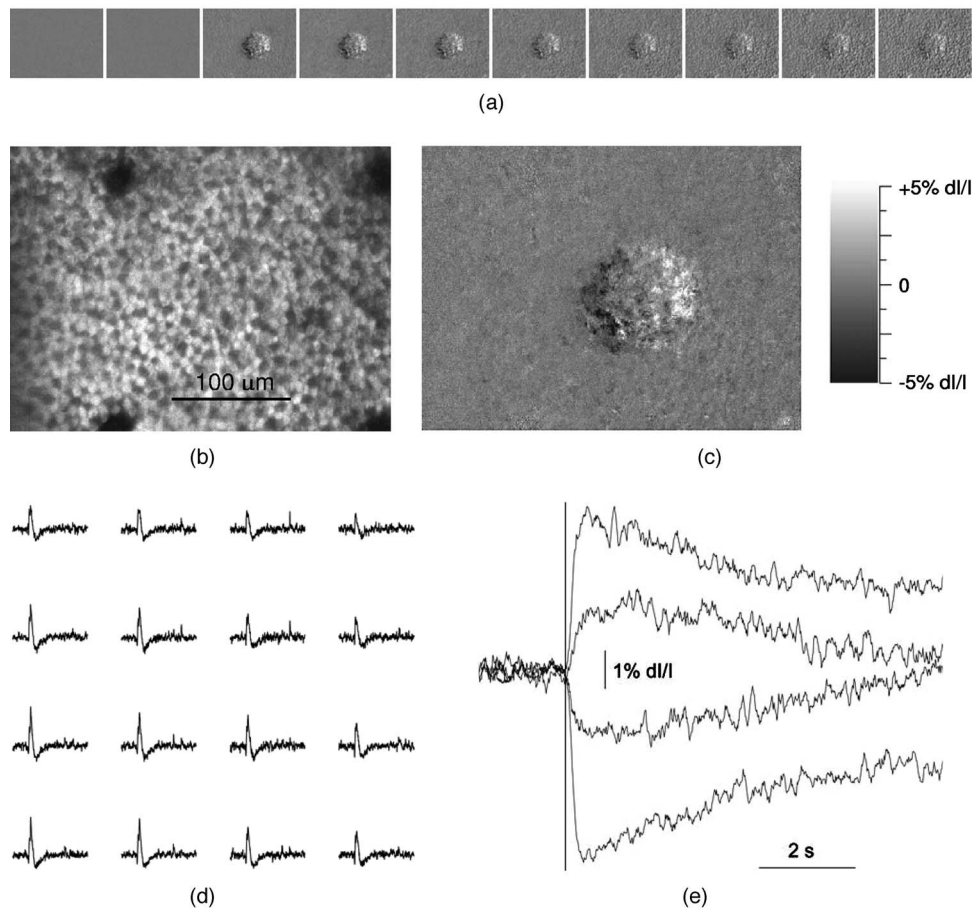 (a)
100 um
+5% dI/I
0
-5% dI/I
(b)
(c)
1% dI/I
2 s
(d)
(e)